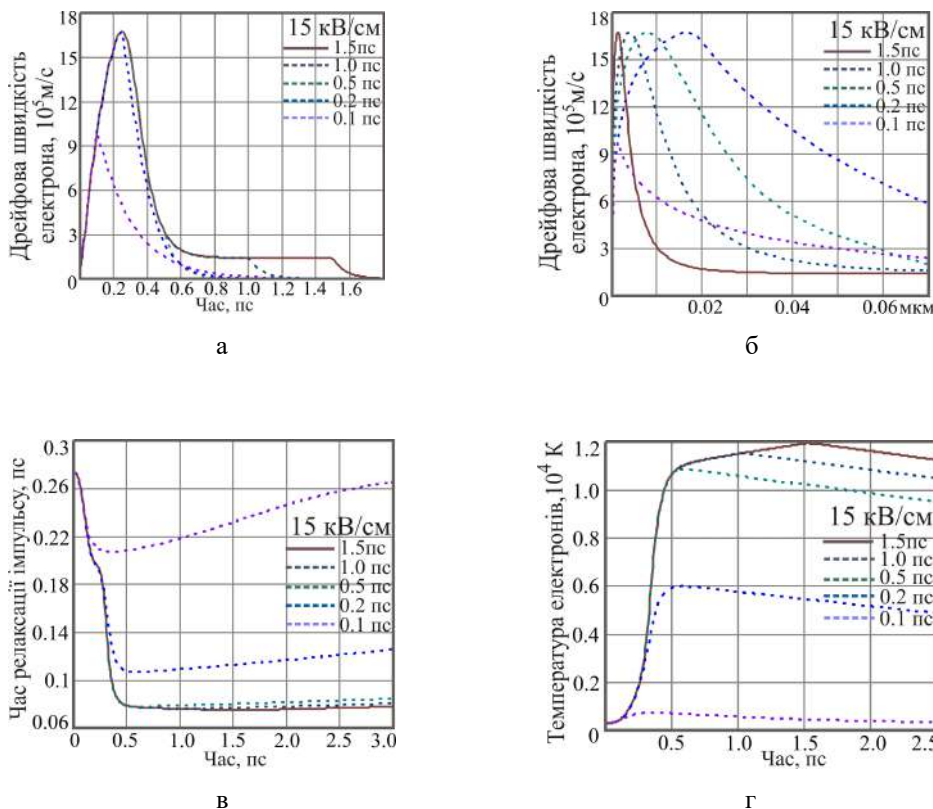 18
15
12
9
6
3
0
Дрейфова швидкість
електрона, 10⁵м/с
15 кВ/см
1.5пс
1.0 пс
0.5 пс
0.2 пс
0.1 пс
0.2 0.4 0.6 0.8 1.0 1.2 1.4 1.6
Час, пс
а
18
15
12
9
6
3
0
Дрейфова швидкість
електрона, 10⁵м/с
15 кВ/см
1.5пс
1.0 пс
0.5 пс
0.2 пс
0.1 пс
0.02 0.04 0.06мкм
б
0.3
0.26
0.22
0.18
0.14
0.10
0.06
Час релаксації імпульсу, пс
15 кВ/см
1.5пс
1.0 пс
0.5 пс
0.2 пс
0.1 пс
0 0.5 1.0 1.5 2.0 2.5 3.0
Час, пс
в
1.2
1.0
0.8
0.6
0.4
0.2
0
Температура електронів,10⁴ К
15 кВ/см
1.5пс
1.0 пс
0.5 пс
0.2 пс
0.1 пс
0.5 1.0 1.5 2.0 2.5
Час, пс
г